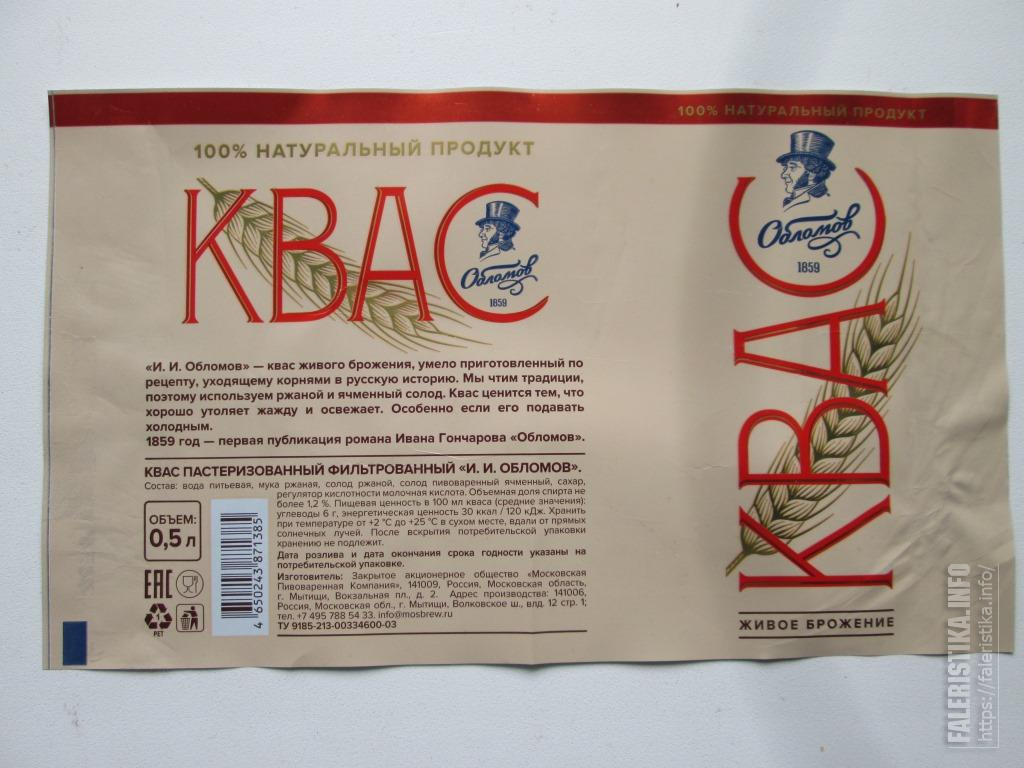 100% НАТУРАЛЬНЫЙ ПРОДУКТ
КВАС
Обломов
1859
«И. И. Обломов» — квас живого брожения, умело приготовленный по
рецепту, уходящему корнями в русскую историю. Мы чтим традиции,
поэтому используем ржаной и ячменный солод. Квас ценится тем, что
хорошо утоляет жажду и освежает. Особенно если его подавать
холодным.
1859 год — первая публикация романа Ивана Гончарова «Обломов».
КВАС ПАСТЕРИЗОВАННЫЙ ФИЛЬТРОВАННЫЙ «И. И. ОБЛОМОВ».
Состав: вода питьевая, мука ржаная, солод ржаной, солод пивоваренный ячменный, сахар,
регулятор кислотности молочная кислота. Объемная доля спирта не
более 1,2 %. Пищевая ценность в 100 мл кваса (средние значения):
углеводы 6 г, энергетическая ценность 30 ккал / 120 кДж. Хранить
при температуре от +2 °С до +25 °С в сухом месте, вдали от прямых
солнечных лучей. После вскрытия потребительской упаковки
хранению не подлежит.
Дата розлива и дата окончания срока годности указаны на
потребительской упаковке.
Изготовитель: Закрытое акционерное общество «Московская
Пивоваренная Компания», 141009, Россия, Московская область,
г. Мытищи, Вокзальная пл., д. 2. Адрес производства: 141006,
Россия, Московская обл., г. Мытищи, Волковское ш., влд. 12 стр. 1;
тел. +7 495 788 54 33. info@mosbrew.ru
ТУ 9185-213-00334600-03
ОБЪЕМ:
0,5 л
EAC
1
PET
4 650243 871385
100% НАТУРАЛЬНЫЙ ПРОДУКТ
КВАС
Обломов
1859
ЖИВОЕ БРОЖЕНИЕ
FALERISTIKA.INFO
https://faleristika.info/